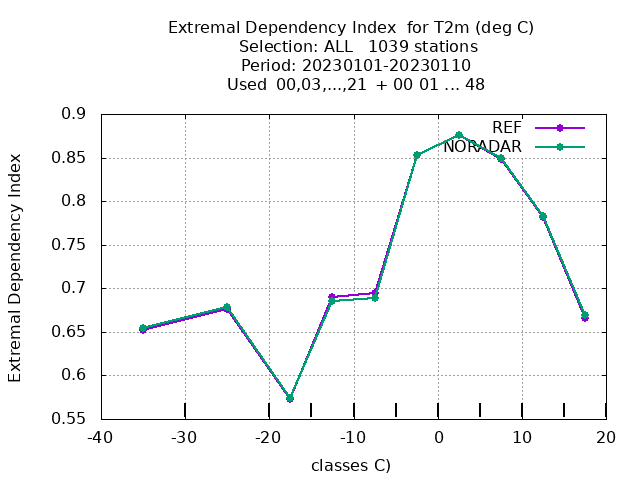 Extremal Dependency Index  for T2m (deg C)
Selection: ALL   1039 stations
Period: 20230101-20230110
Used  00,03,...,21  + 00 01 ... 48
0.9
REF
NORADAR
0.85
0.8
0.75
0.7
0.65
0.6
0.55
Extremal Dependency Index
-40
-30
-20
-10
0
10
20
classes C)